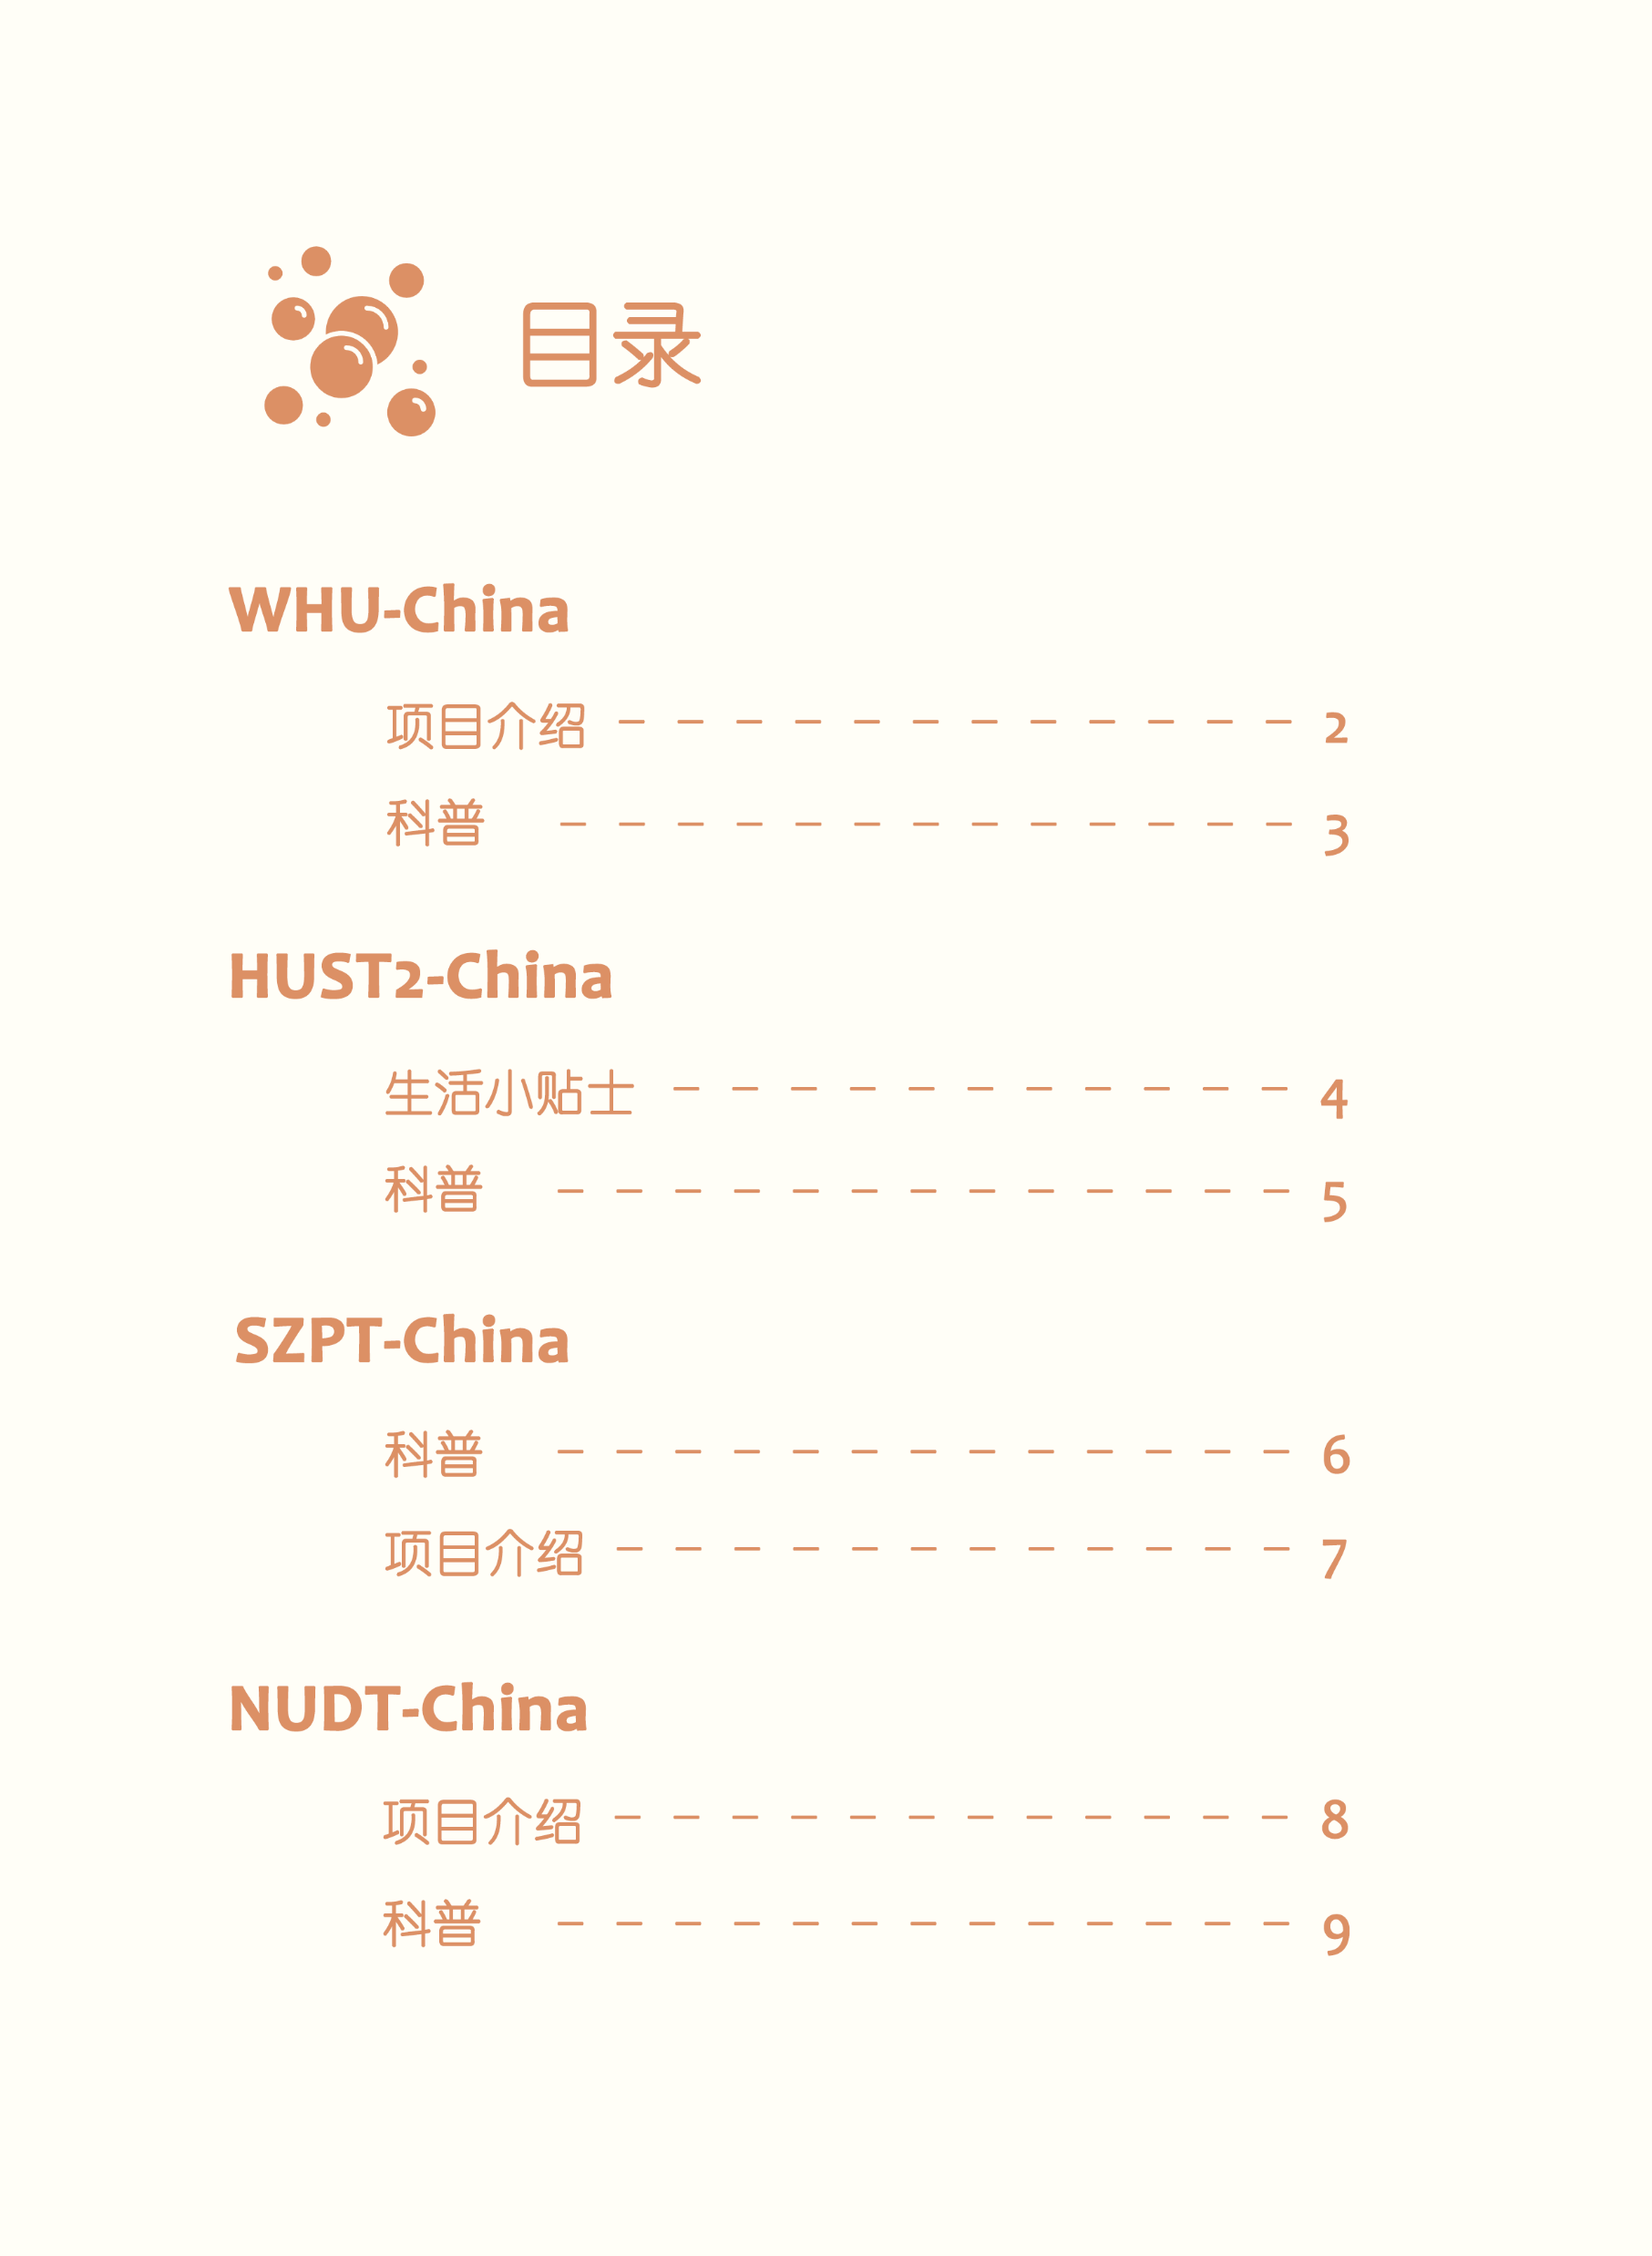 目录
WHU-China
项目介绍 — — — — — — — — — — — — 2
科普 — — — — — — — — — — — — — 3
HUST2-China
生活小贴士 — — — — — — — — — — — 4
科普 — — — — — — — — — — — — — 5
SZPT-China
科普 — — — — — — — — — — — — — 6
项目介绍 — — — — — — — — — — — — 7
NUDT-China
项目介绍 — — — — — — — — — — — — 8
科普 — — — — — — — — — — — — — 9